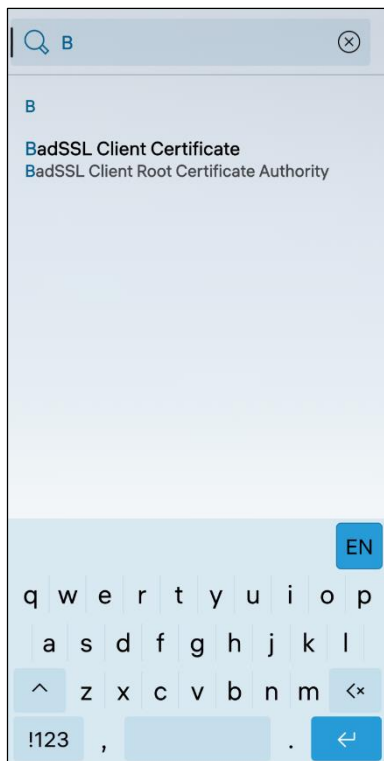 B
B
BadSSL Client Certificate
BadSSL Client Root Certificate Authority
EN
q w e r t y u i o p
a s d f g h j k l
z x c v b n m
!123 , .